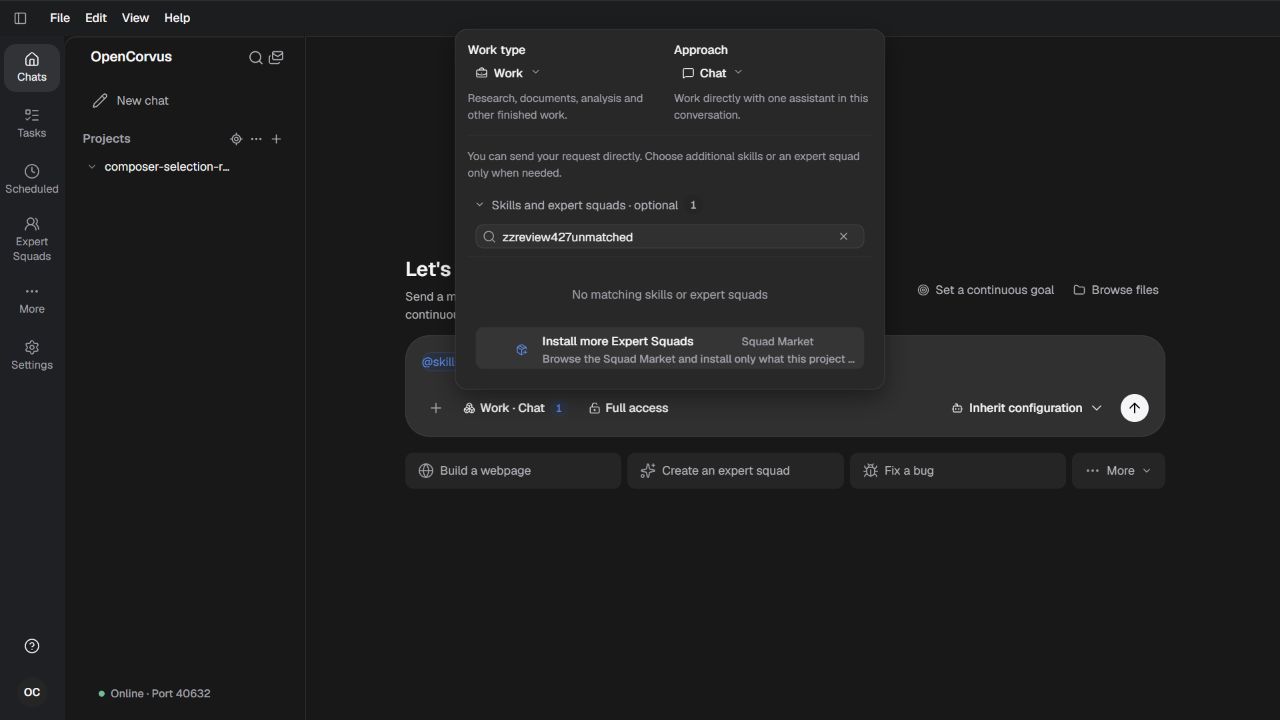 File Edit View Help
Chats
Tasks
Scheduled
Expert
Squads
More
Settings
OC
OpenCorvus
New chat
Projects
composer-selection-r...
Online · Port 40632
Work type
Work
Research, documents, analysis and
other finished work.
Approach
Chat
Work directly with one assistant in this
conversation.
You can send your request directly. Choose additional skills or an expert squad
only when needed.
Skills and expert squads · optional 1
zzreview427unmatched
No matching skills or expert squads
Install more Expert Squads Squad Market
Browse the Squad Market and install only what this project ...
Let's
Send a m
continuou
Set a continuous goal Browse files
@skill
Work · Chat 1 Full access Inherit configuration
Build a webpage Create an expert squad Fix a bug More